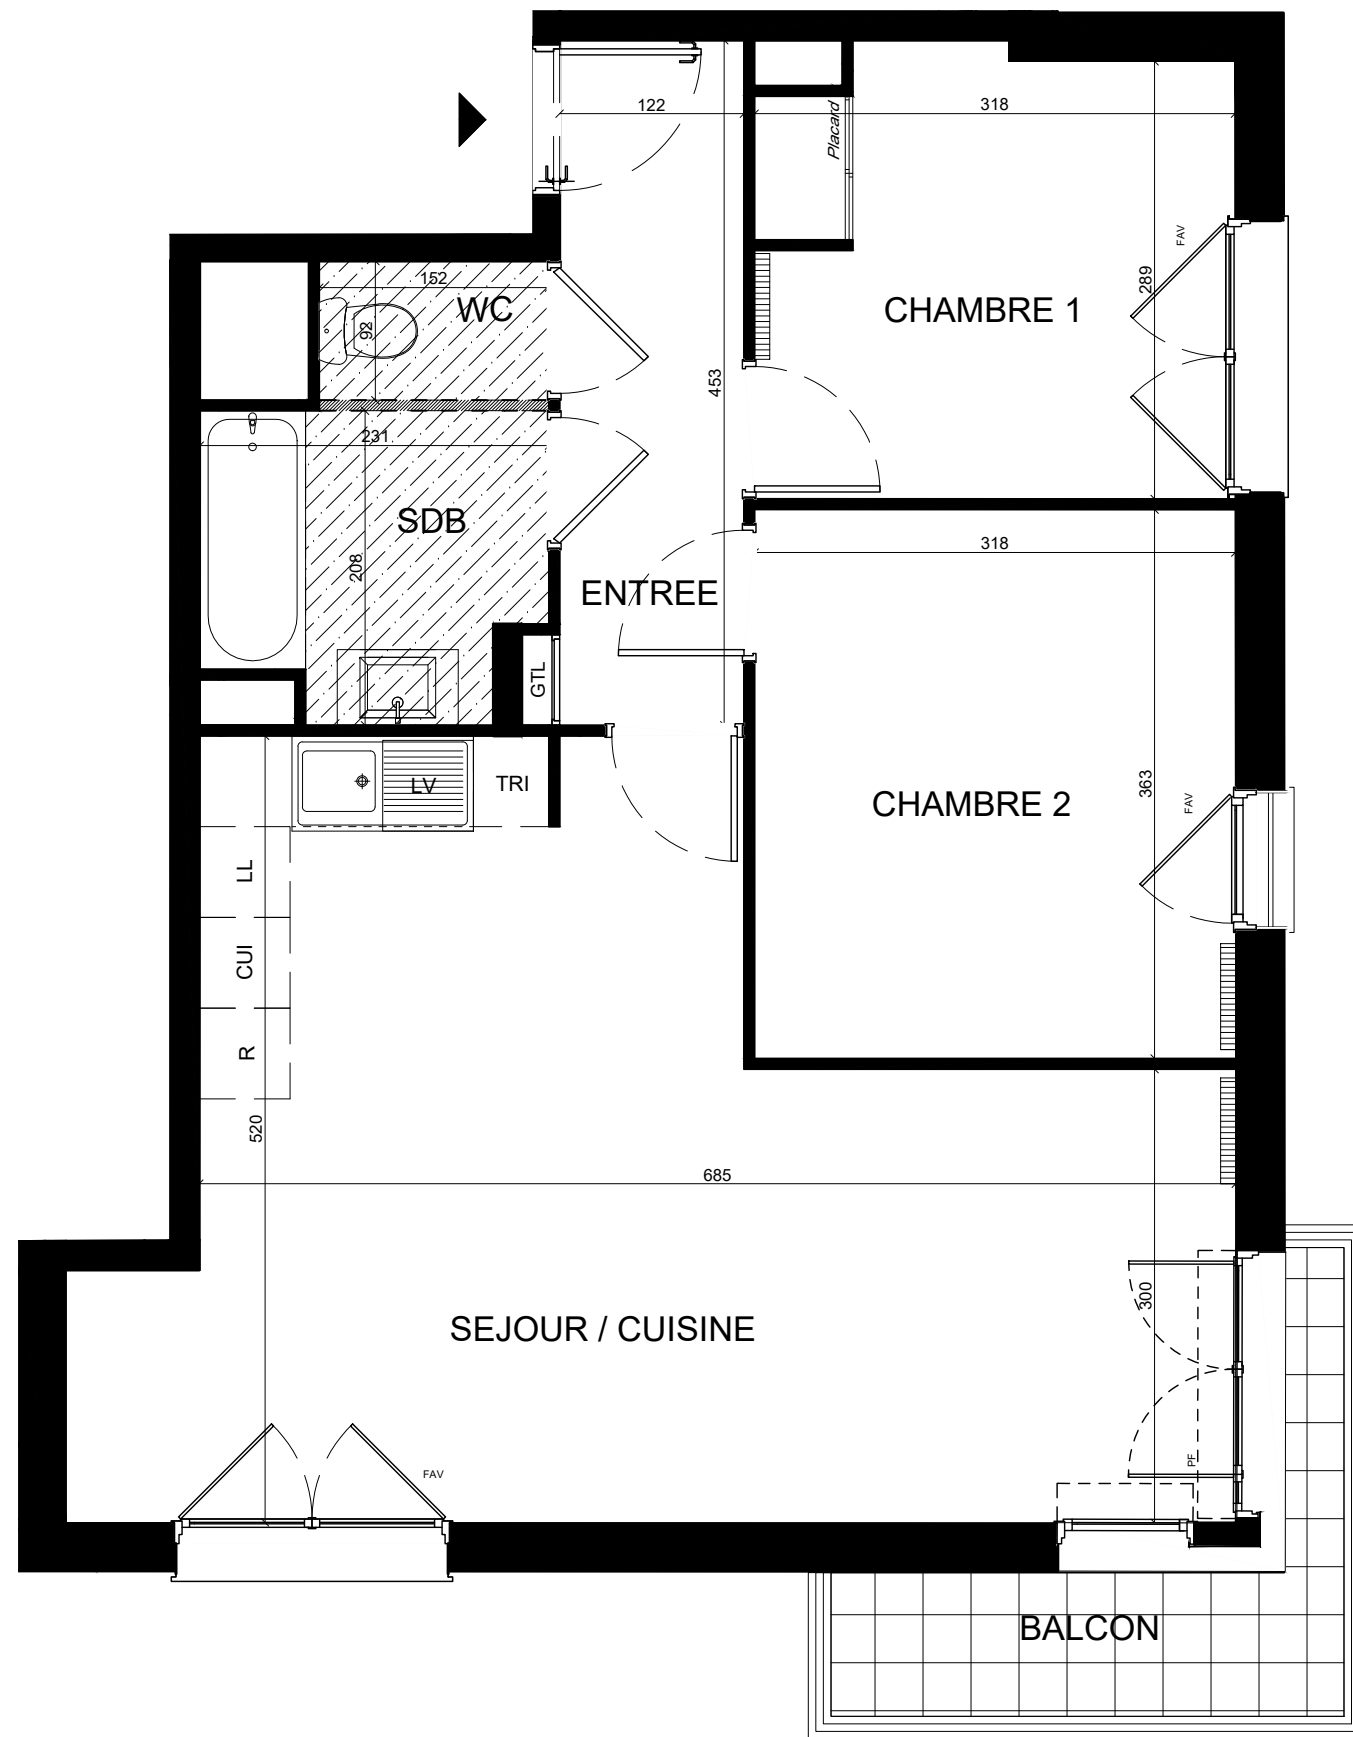 122
318
Placard
FAV
152
WC
289
CHAMBRE 1
92
453
231
SDB
208
318
ENTREE
GTL
363
LV
TRI
CHAMBRE 2
FAV
LL
CUI
R
520
685
300
SEJOUR / CUISINE
PF
FAV
BALCON